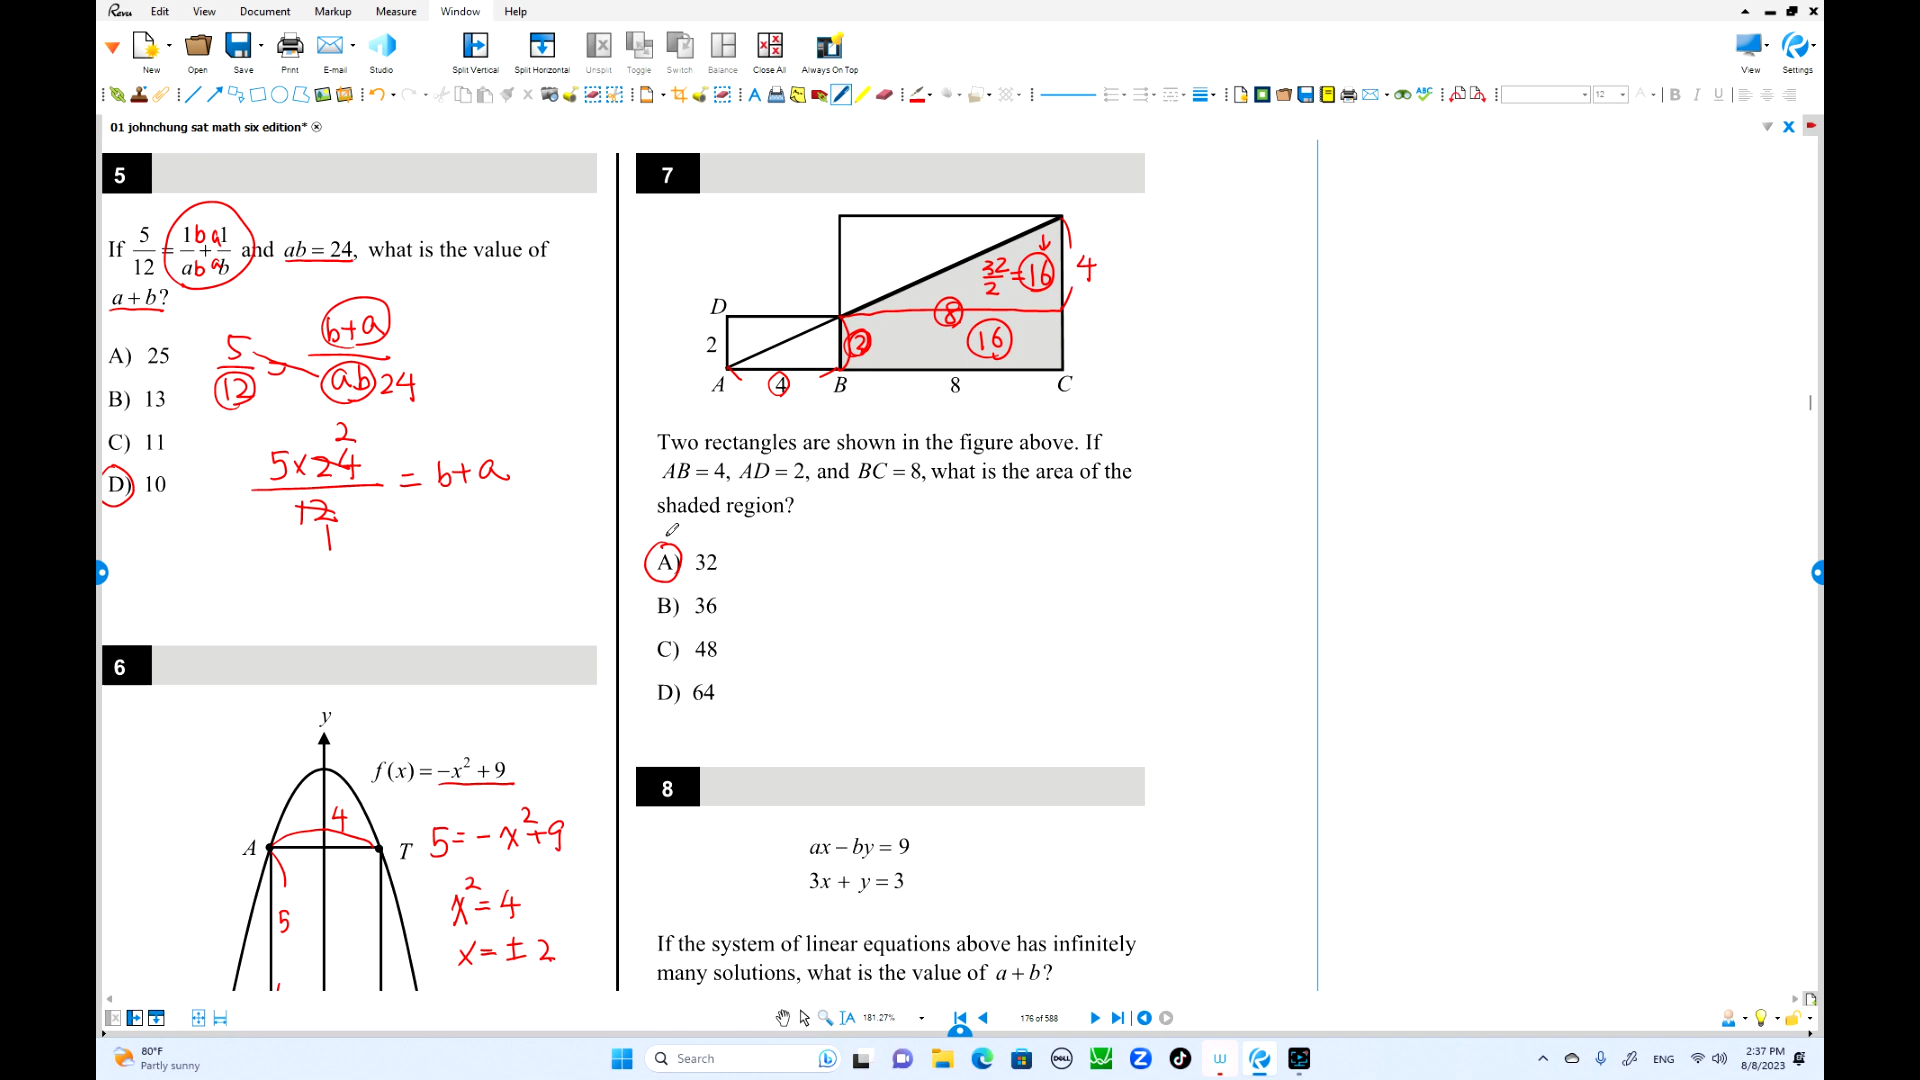 Revu Edit View Document Markup Measure Window Help
New Open Save Print E-mail Studio Split Vertical Split Horizontal Unsplit Toggle Switch Balance Close All Always On Top View Settings
12 B I U
01 johnchung sat math six edition*
5
If 5/12 = 1/a + 1/b and ab = 24, what is the value of
b a
b a
a + b?
A) 25
B) 13
C) 11
D) 10
5/12 = b+a/ab 24
2
5×24/12 = b+a
1
6
y
f(x) = −x² + 9
4
A T
5 = −x²+9
5
x² = 4
x = ± 2
7
32/2 = 16
4
D
8
2
2
16
A 4 B 8 C
Two rectangles are shown in the figure above. If
AB = 4, AD = 2, and BC = 8, what is the area of the
shaded region?
A) 32
B) 36
C) 48
D) 64
8
ax − by = 9
3x + y = 3
If the system of linear equations above has infinitely
many solutions, what is the value of a + b?
181.27% 176 of 588
80°F
Partly sunny
Search
DELL
ENG
2:37 PM
8/8/2023